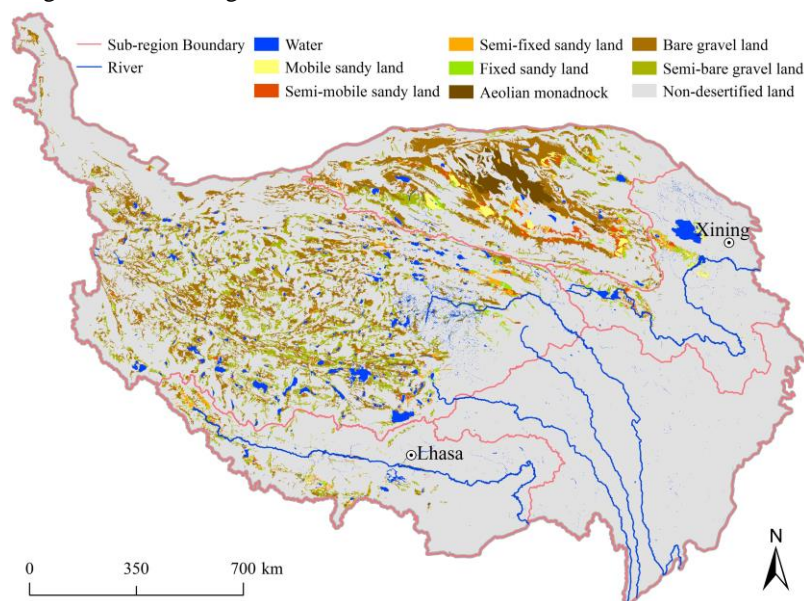 Sub-region Boundary
River
Water
Mobile sandy land
Semi-mobile sandy land
Semi-fixed sandy land
Fixed sandy land
Aeolian monadnock
Bare gravel land
Semi-bare gravel land
Non-desertified land
Xining
Lhasa
N
0 350 700 km